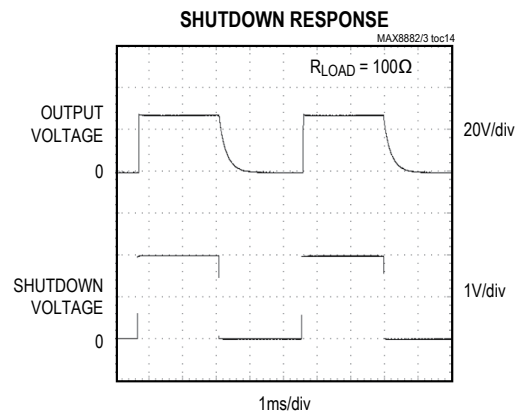 SHUTDOWN RESPONSE
MAX8882/3 toc14
RLOAD = 100Ω
OUTPUT
VOLTAGE
0
20V/div
SHUTDOWN
VOLTAGE
0
1V/div
1ms/div